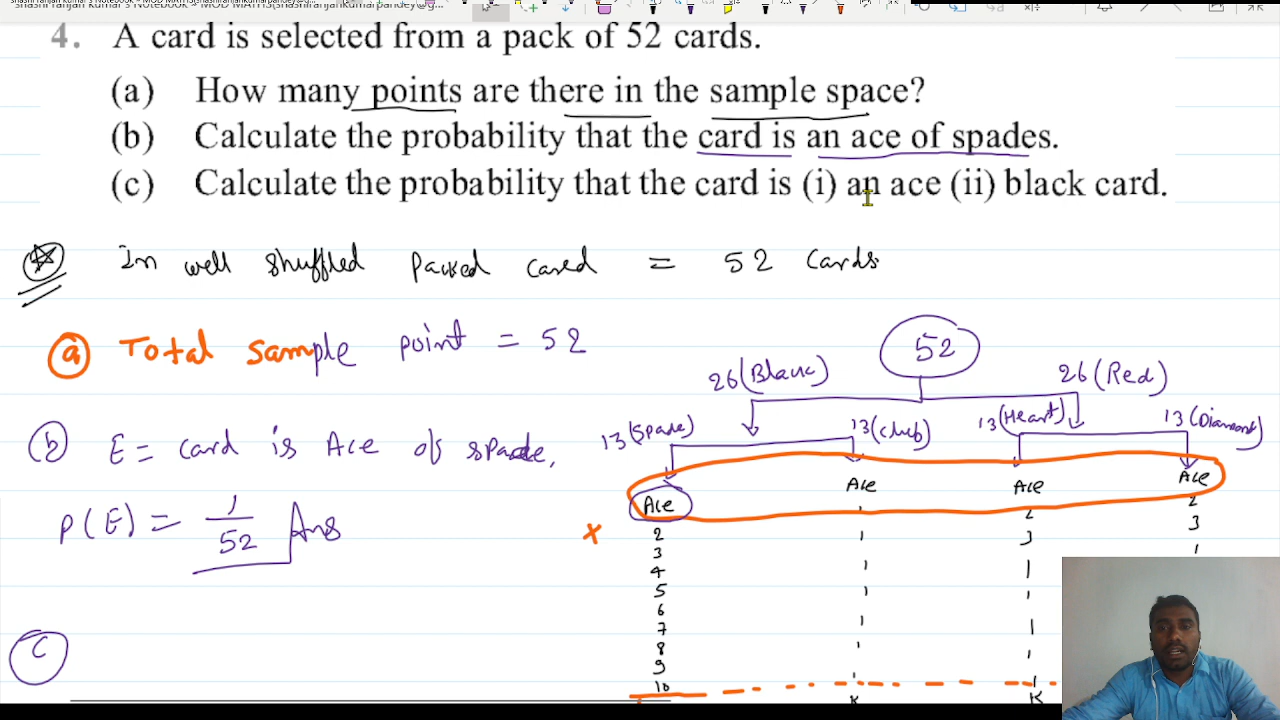 4. A card is selected from a pack of 52 cards.
(a) How many points are there in the sample space?
(b) Calculate the probability that the card is an ace of spades.
(c) Calculate the probability that the card is (i) an ace (ii) black card.
In well shuffled Packed cared = 52 cards
(a) Total sample point = 52
52
26 (Black) 26 (Red)
13 (Spade) 13 (Club) 13 (Heart) 13 (Diamond)
(b) E = card is Ace of spade,
Ace Ace Ace Ace
P(E) = 1/52 Ans
x
2 2 2
3 3 3
4
5
6
7
8
9
10
K K
(c)